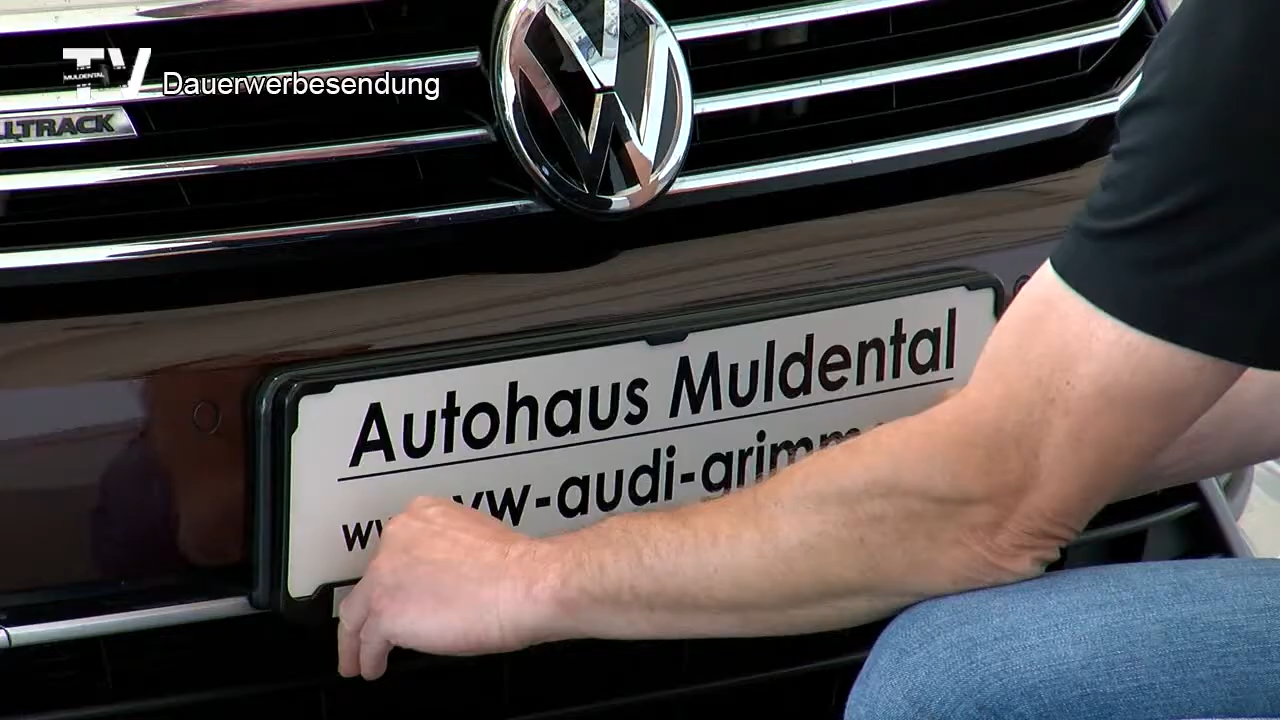 TV
MULDENTAL
Dauerwerbesendung
LLTRACK
Autohaus Muldental
vw-audi-grimm